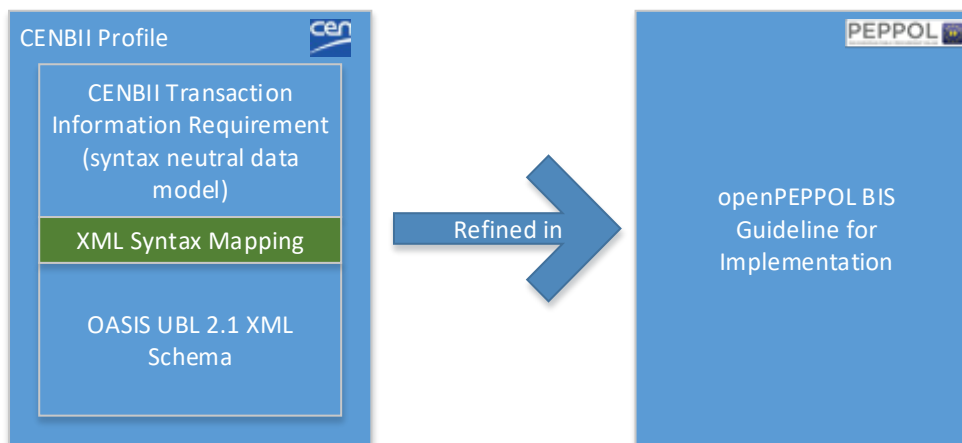 CENBII Profile
cen
CENBII Transaction
Information Requirement
(syntax neutral data
model)
XML Syntax Mapping
OASIS UBL 2.1 XML
Schema
Refined in
PEPPOL
openPEPPOL BIS
Guideline for
Implementation